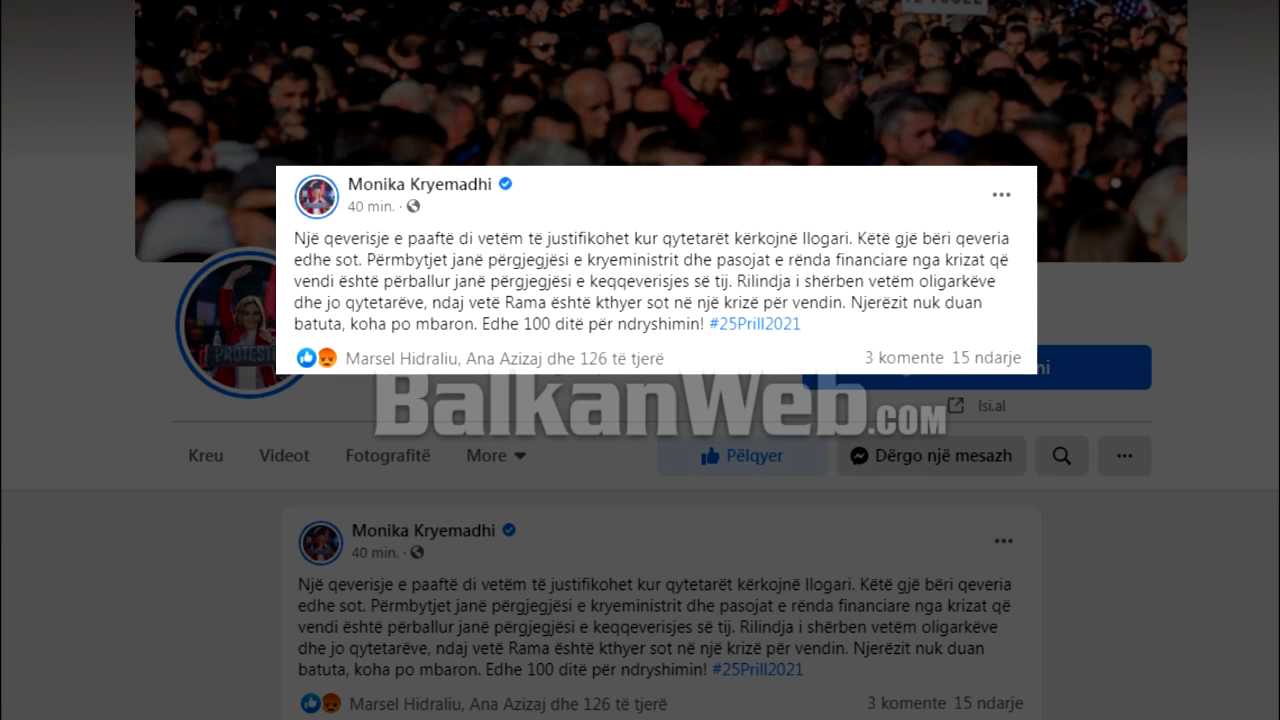 Monika Kryemadhi
40 min.
Një qeverisje e paaftë di vetëm të justifikohet kur qytetarët kërkojnë llogari. Këtë gjë bëri qeveria
edhe sot. Përmbytjet janë përgjegjësi e kryeministrit dhe pasojat e rënda financiare nga krizat që
vendi është përballur janë përgjegjësi e keqqeverisjes së tij. Rilindja i shërben vetëm oligarkëve
dhe jo qytetarëve, ndaj vetë Rama është kthyer sot në një krizë për vendin. Njerëzit nuk duan
batuta, koha po mbaron. Edhe 100 ditë për ndryshimin! #25Prill2021
Marsel Hidraliu, Ana Azizaj dhe 126 të tjerë 3 komente 15 ndarje
BalkanWeb.COM
lsi.al
Kreu Videot Fotografitë More Pëlqyer Dërgo një mesazh
Monika Kryemadhi
40 min.
Një qeverisje e paaftë di vetëm të justifikohet kur qytetarët kërkojnë llogari. Këtë gjë bëri qeveria
edhe sot. Përmbytjet janë përgjegjësi e kryeministrit dhe pasojat e rënda financiare nga krizat që
vendi është përballur janë përgjegjësi e keqqeverisjes së tij. Rilindja i shërben vetëm oligarkëve
dhe jo qytetarëve, ndaj vetë Rama është kthyer sot në një krizë për vendin. Njerëzit nuk duan
batuta, koha po mbaron. Edhe 100 ditë për ndryshimin! #25Prill2021
Marsel Hidraliu, Ana Azizaj dhe 126 të tjerë 3 komente 15 ndarje